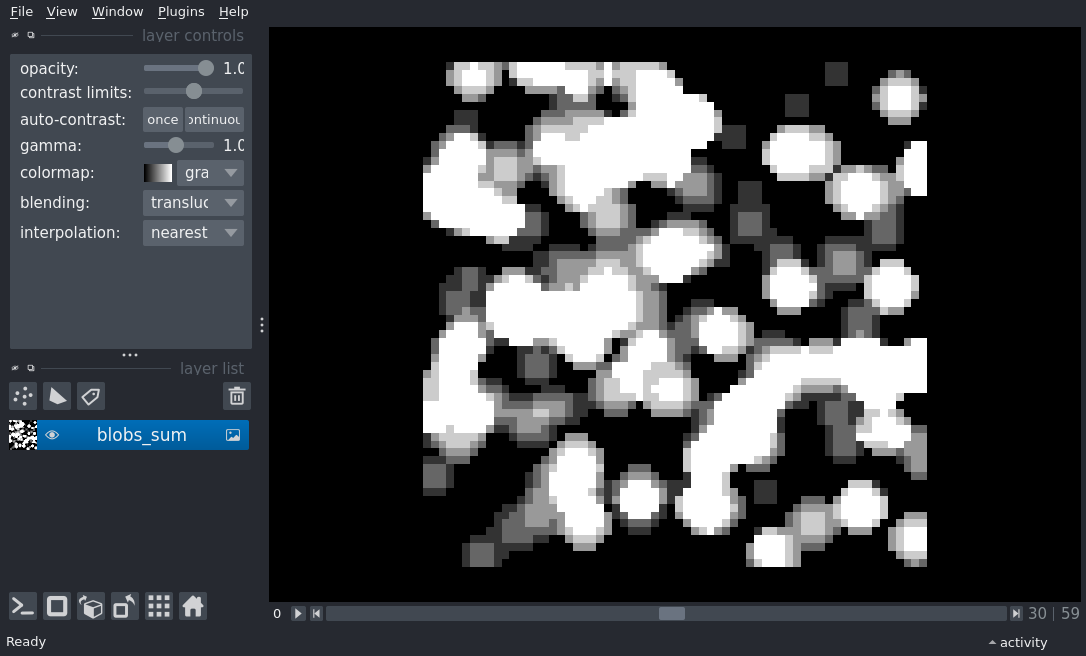 File View Window Plugins Help
layer controls
opacity: 1.0
contrast limits:
auto-contrast: once ontinuou
gamma: 1.0
colormap: gra
blending: transluc
interpolation: nearest
layer list
blobs_sum
0 30 | 59
Ready activity